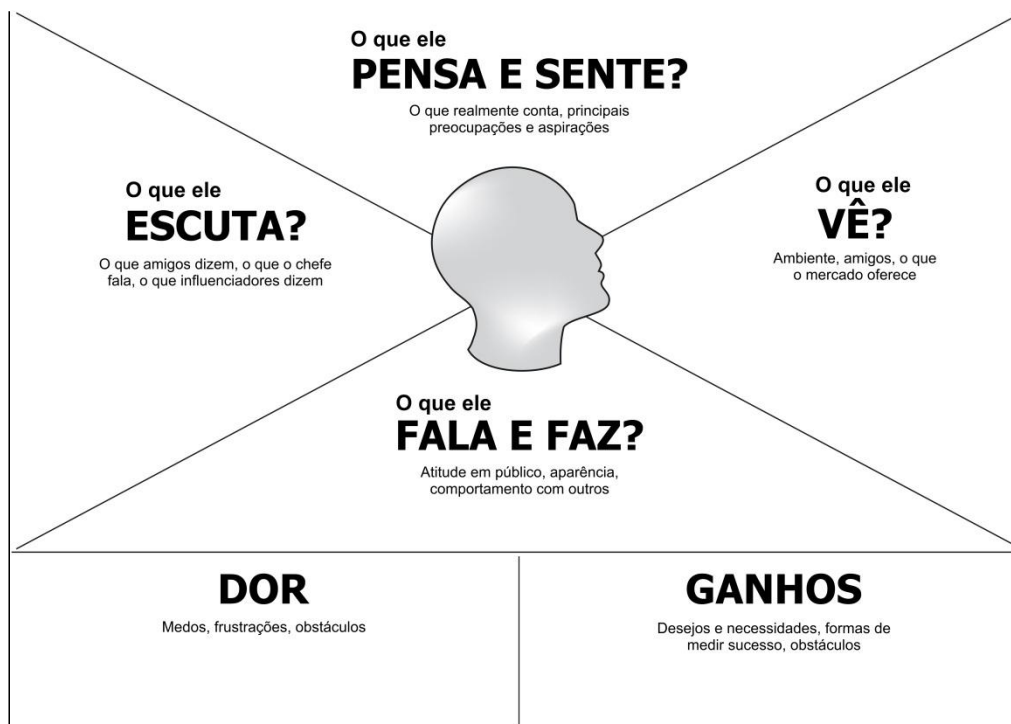 O que ele
PENSA E SENTE?
O que realmente conta, principais
preocupações e aspirações
O que ele
ESCUTA?
O que amigos dizem, o que o chefe
fala, o que influenciadores dizem
O que ele
VÊ?
Ambiente, amigos, o que
o mercado oferece
O que ele
FALA E FAZ?
Atitude em público, aparência,
comportamento com outros
DOR
Medos, frustrações, obstáculos
GANHOS
Desejos e necessidades, formas de
medir sucesso, obstáculos